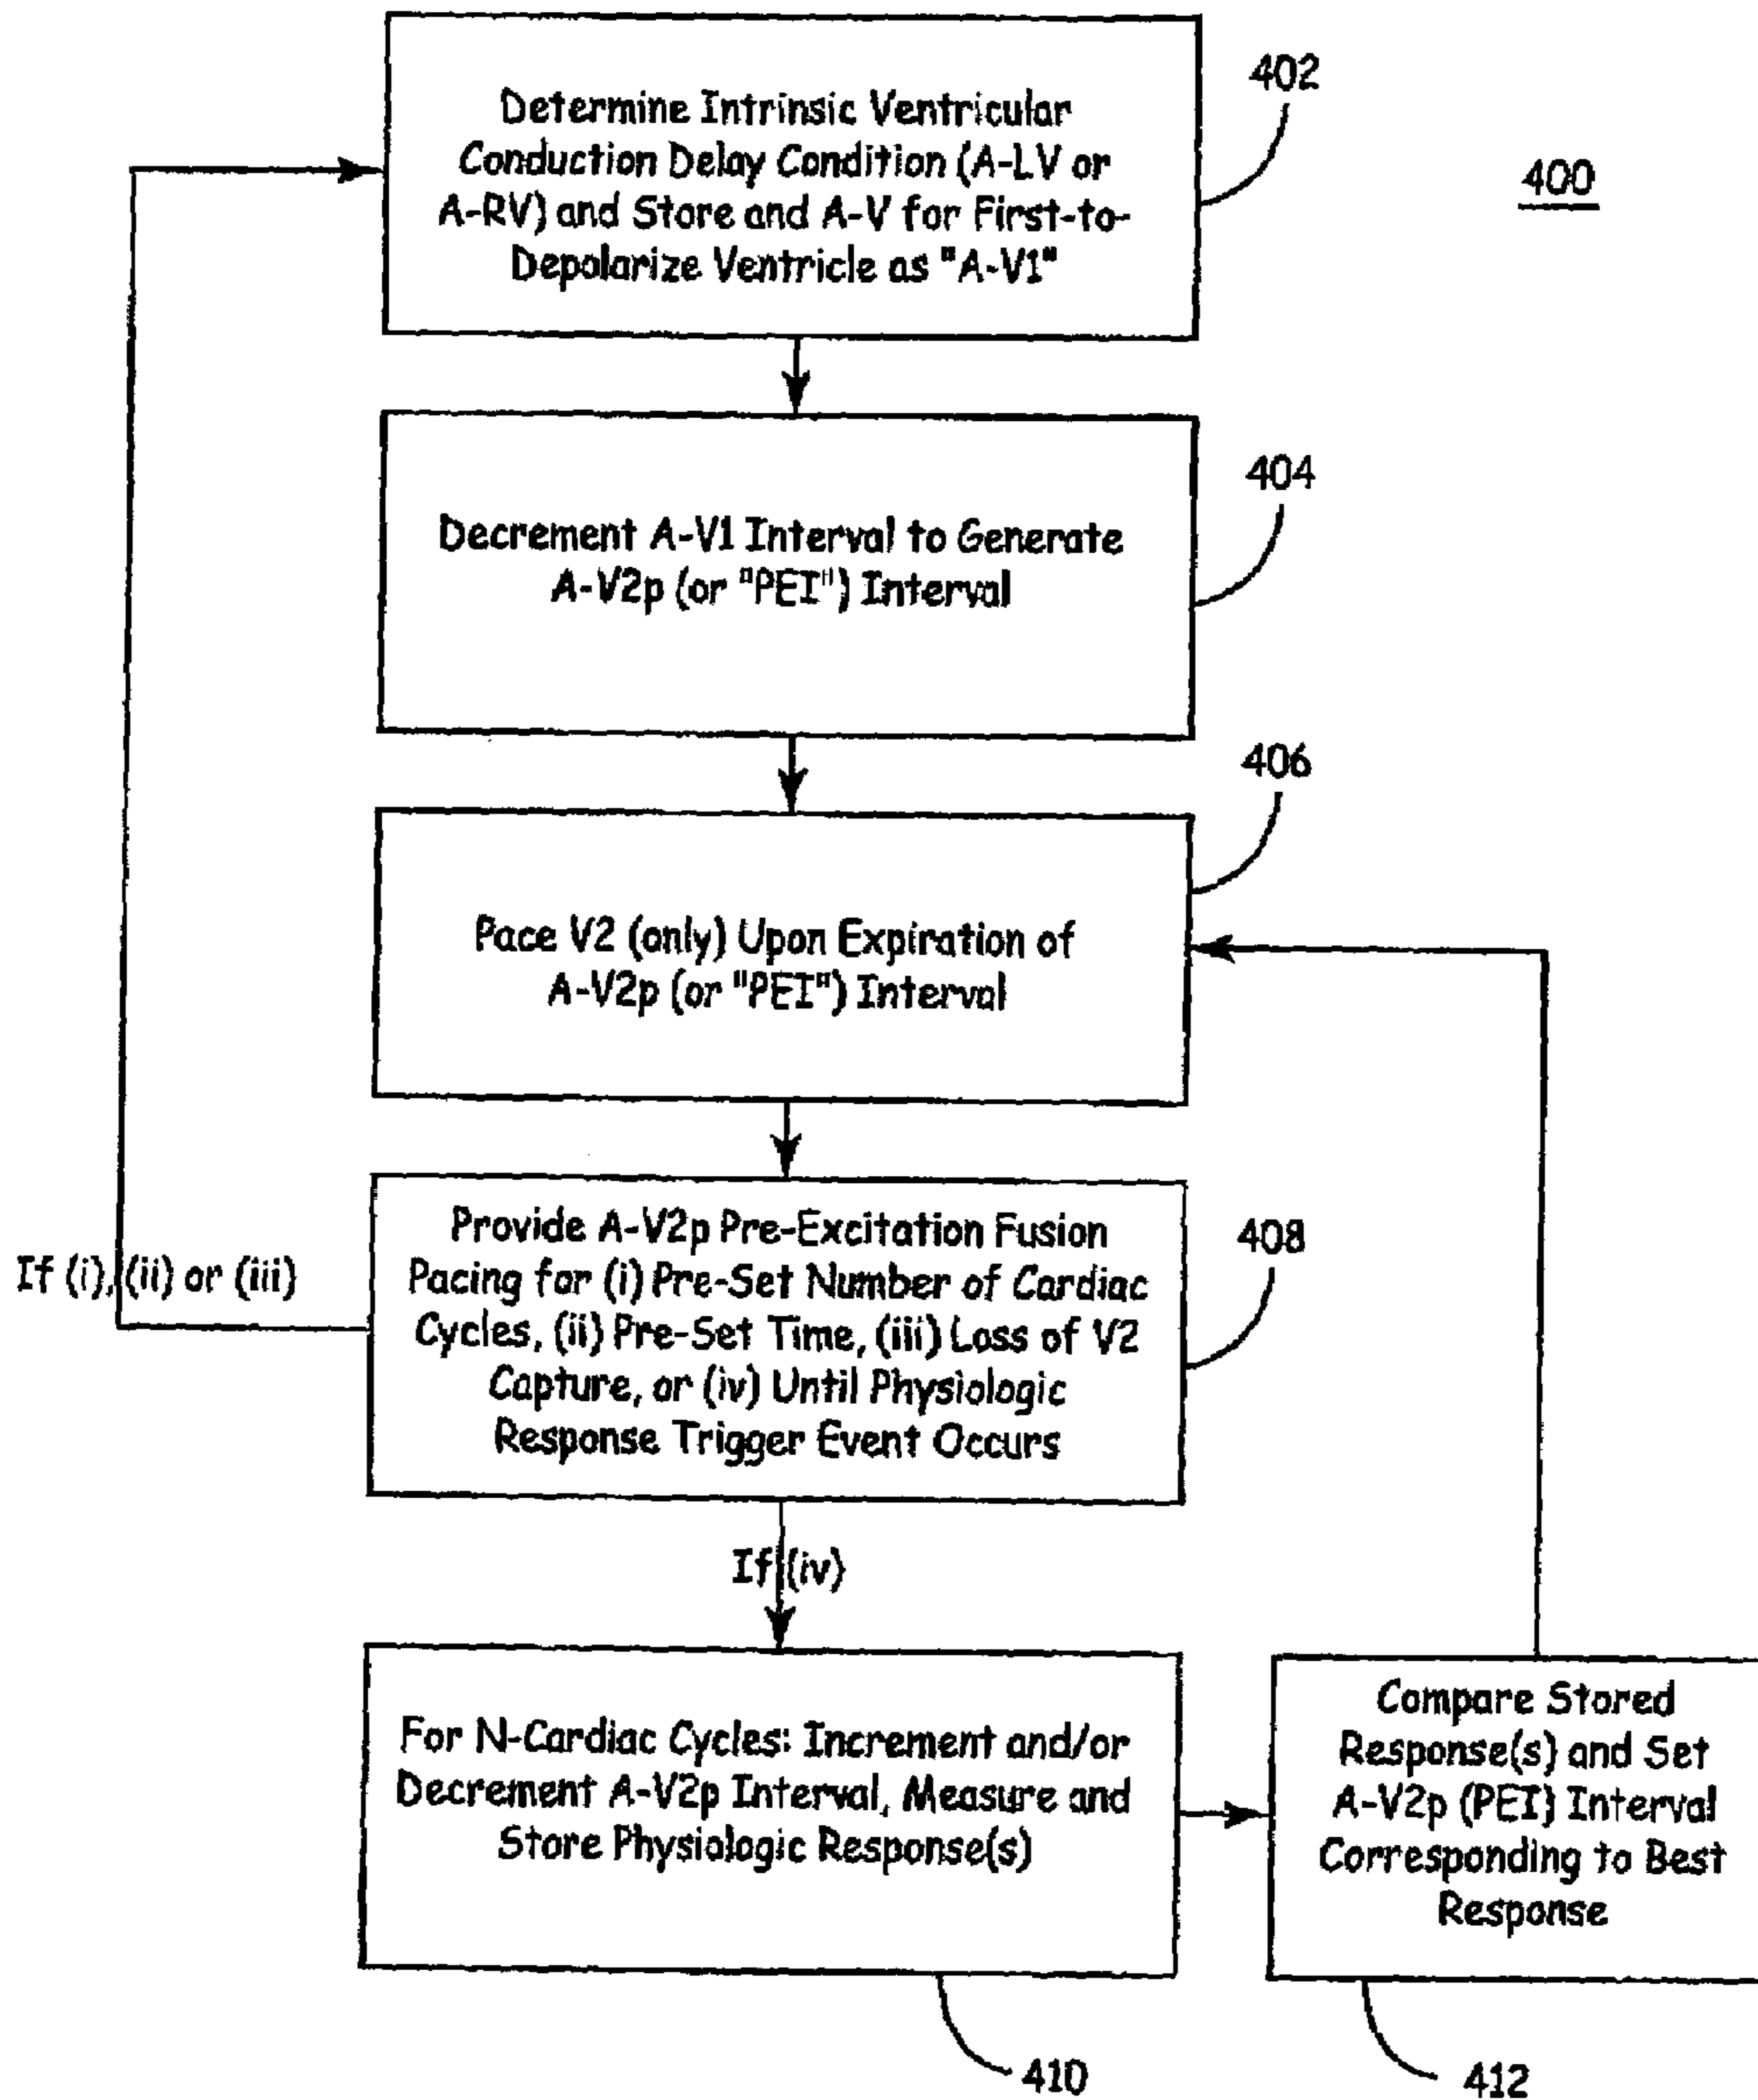 Determine Intrinsic Ventricular
Conduction Delay Condition (A-LV or
A-RV) and Store and A-V for First-to-
Depolarize Ventricle as "A-V1"
402
400
Decrement A-V1 Interval to Generate
A-V2p (or "PEI") Interval
404
406
Pace V2 (only) Upon Expiration of
A-V2p (or "PEI") Interval
Provide A-V2p Pre-Excitation Fusion
Pacing for (i) Pre-Set Number of Cardiac
Cycles, (ii) Pre-Set Time, (iii) Loss of V2
Capture, or (iv) Until Physiologic
Response Trigger Event Occurs
408
If (i), (ii) or (iii)
If (iv)
For N-Cardiac Cycles: Increment and/or
Decrement A-V2p Interval, Measure and
Store Physiologic Response(s)
410
Compare Stored
Response(s) and Set
A-V2p (PEI) Interval
Corresponding to Best
Response
412